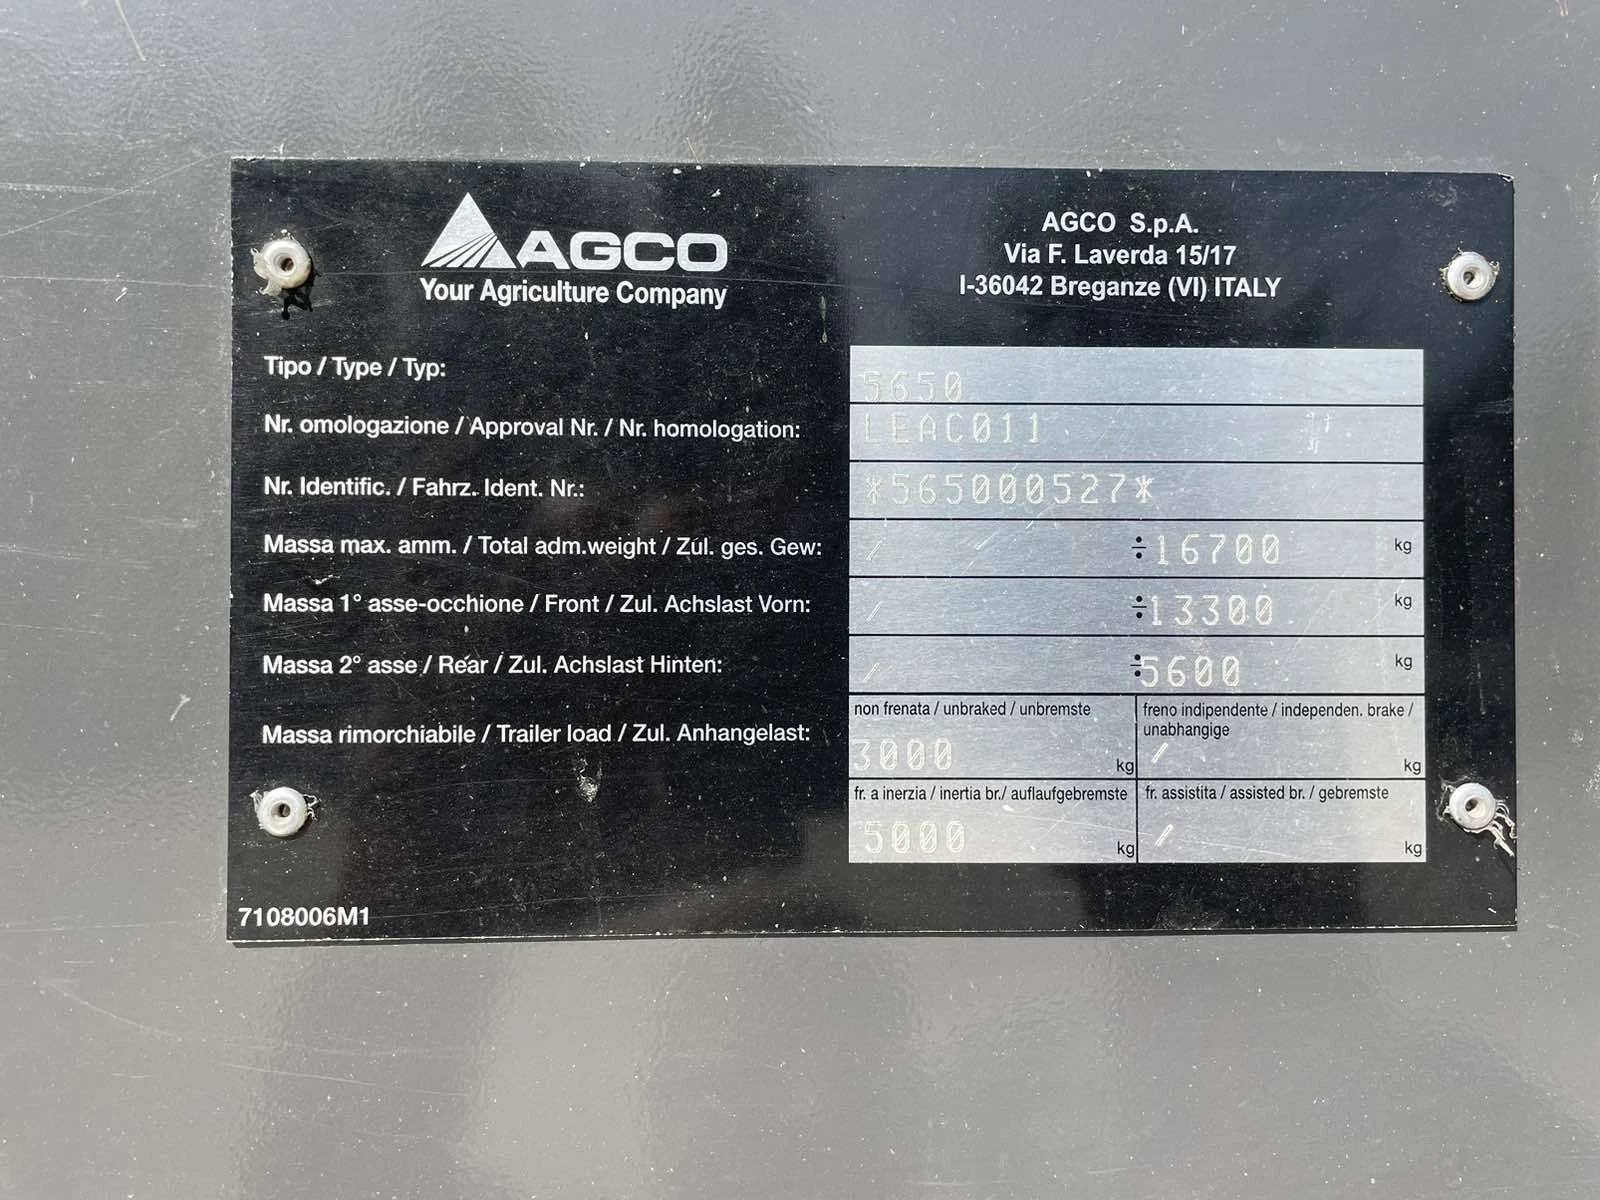 AGCO
Your Agriculture Company
AGCO S.p.A.
Via F. Laverda 15/17
I-36042 Breganze (VI) ITALY
Tipo / Type / Typ: 5650
Nr. omologazione / Approval Nr. / Nr. homologation: LEAC011
Nr. Identific. / Fahrz. Ident. Nr.: *565000527*
Massa max. amm. / Total adm.weight / Zul. ges. Gew: / ÷16700 kg
Massa 1° asse-occhione / Front / Zul. Achslast Vorn: / ÷13300 kg
Massa 2° asse / Rear / Zul. Achslast Hinten: / ÷5600 kg
Massa rimorchiabile / Trailer load / Zul. Anhangelast:
non frenata / unbraked / unbremste
3000 kg
freno indipendente / independen. brake /
unabhangige
/ kg
fr. a inerzia / inertia br./ auflaufgebremste
5000 kg
fr. assistita / assisted br. / gebremste
/ kg
7108006M1